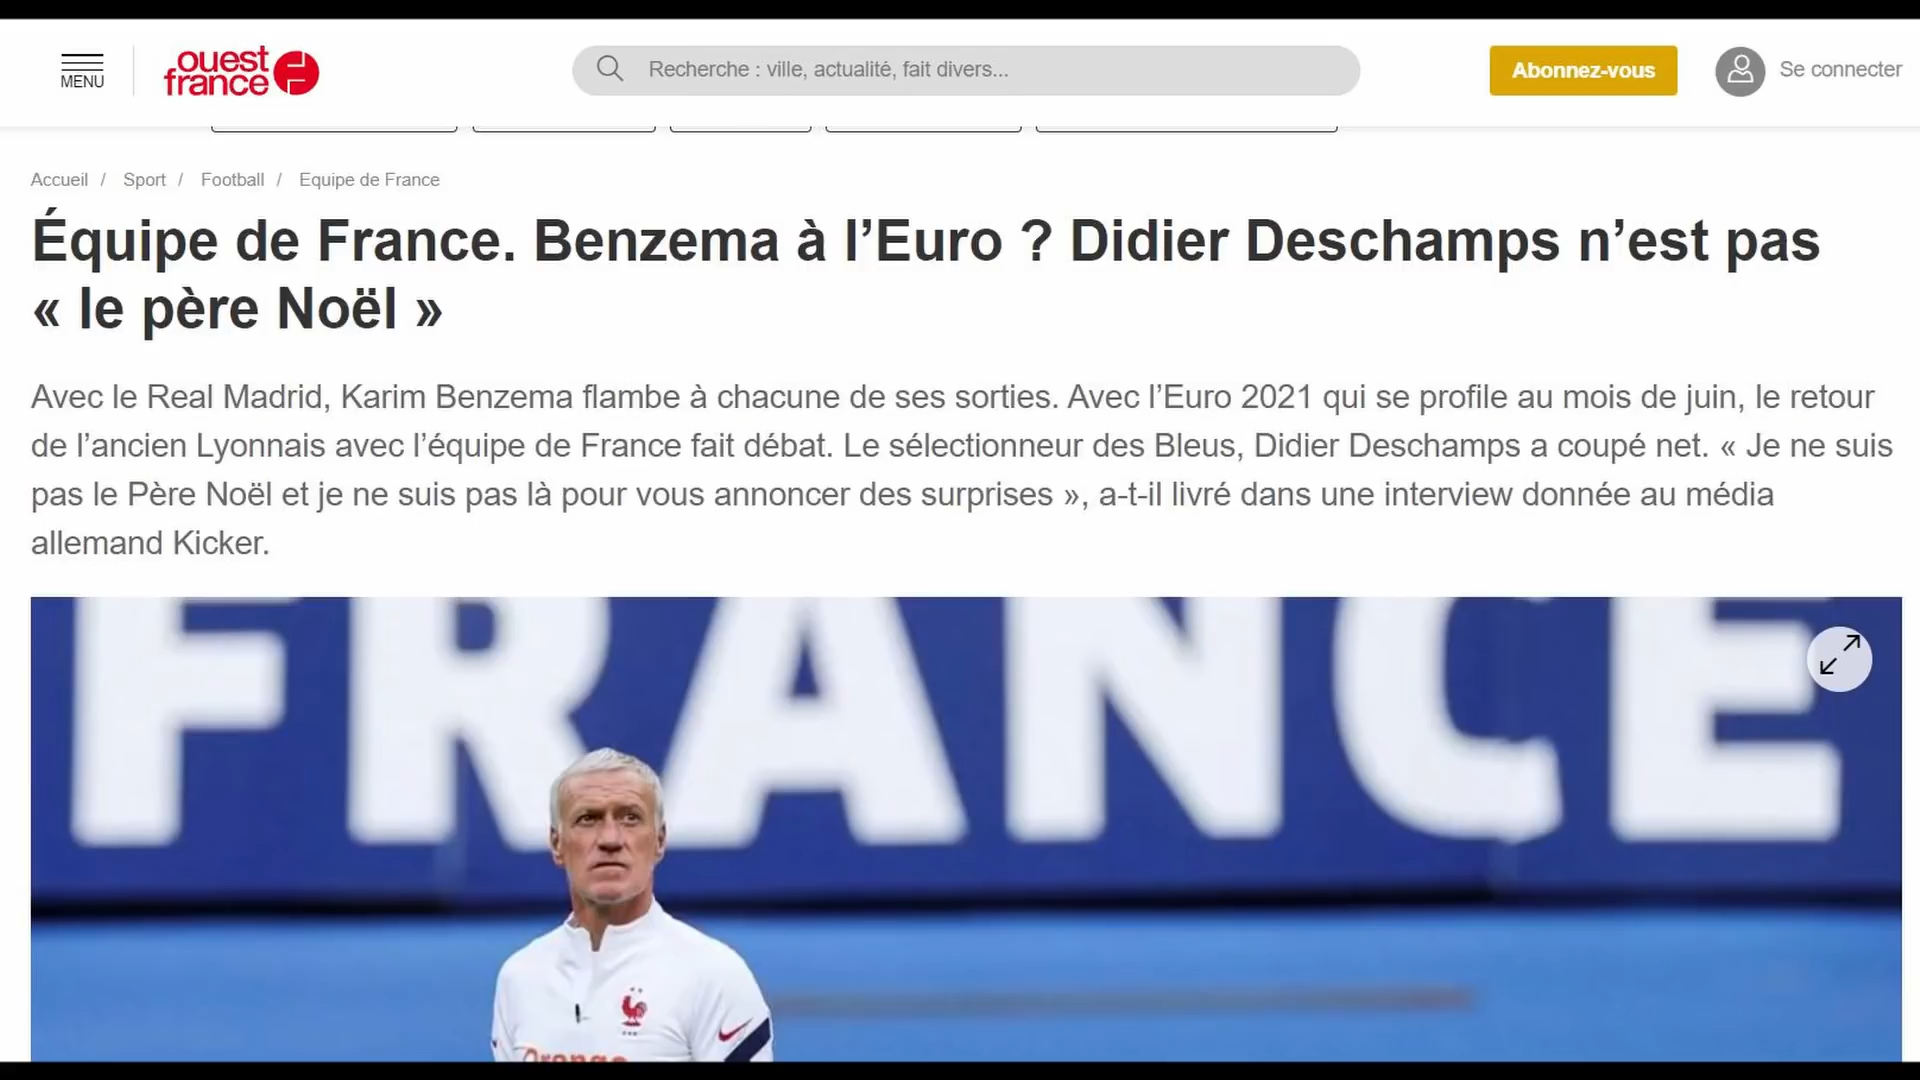 MENU
ouest
france
Recherche : ville, actualité, fait divers...
Abonnez-vous
Se connecter
Accueil / Sport / Football / Equipe de France
Équipe de France. Benzema à l’Euro ? Didier Deschamps n’est pas
« le père Noël »
Avec le Real Madrid, Karim Benzema flambe à chacune de ses sorties. Avec l’Euro 2021 qui se profile au mois de juin, le retour
de l’ancien Lyonnais avec l’équipe de France fait débat. Le sélectionneur des Bleus, Didier Deschamps a coupé net. « Je ne suis
pas le Père Noël et je ne suis pas là pour vous annoncer des surprises », a-t-il livré dans une interview donnée au média
allemand Kicker.
FRANCE
Orange